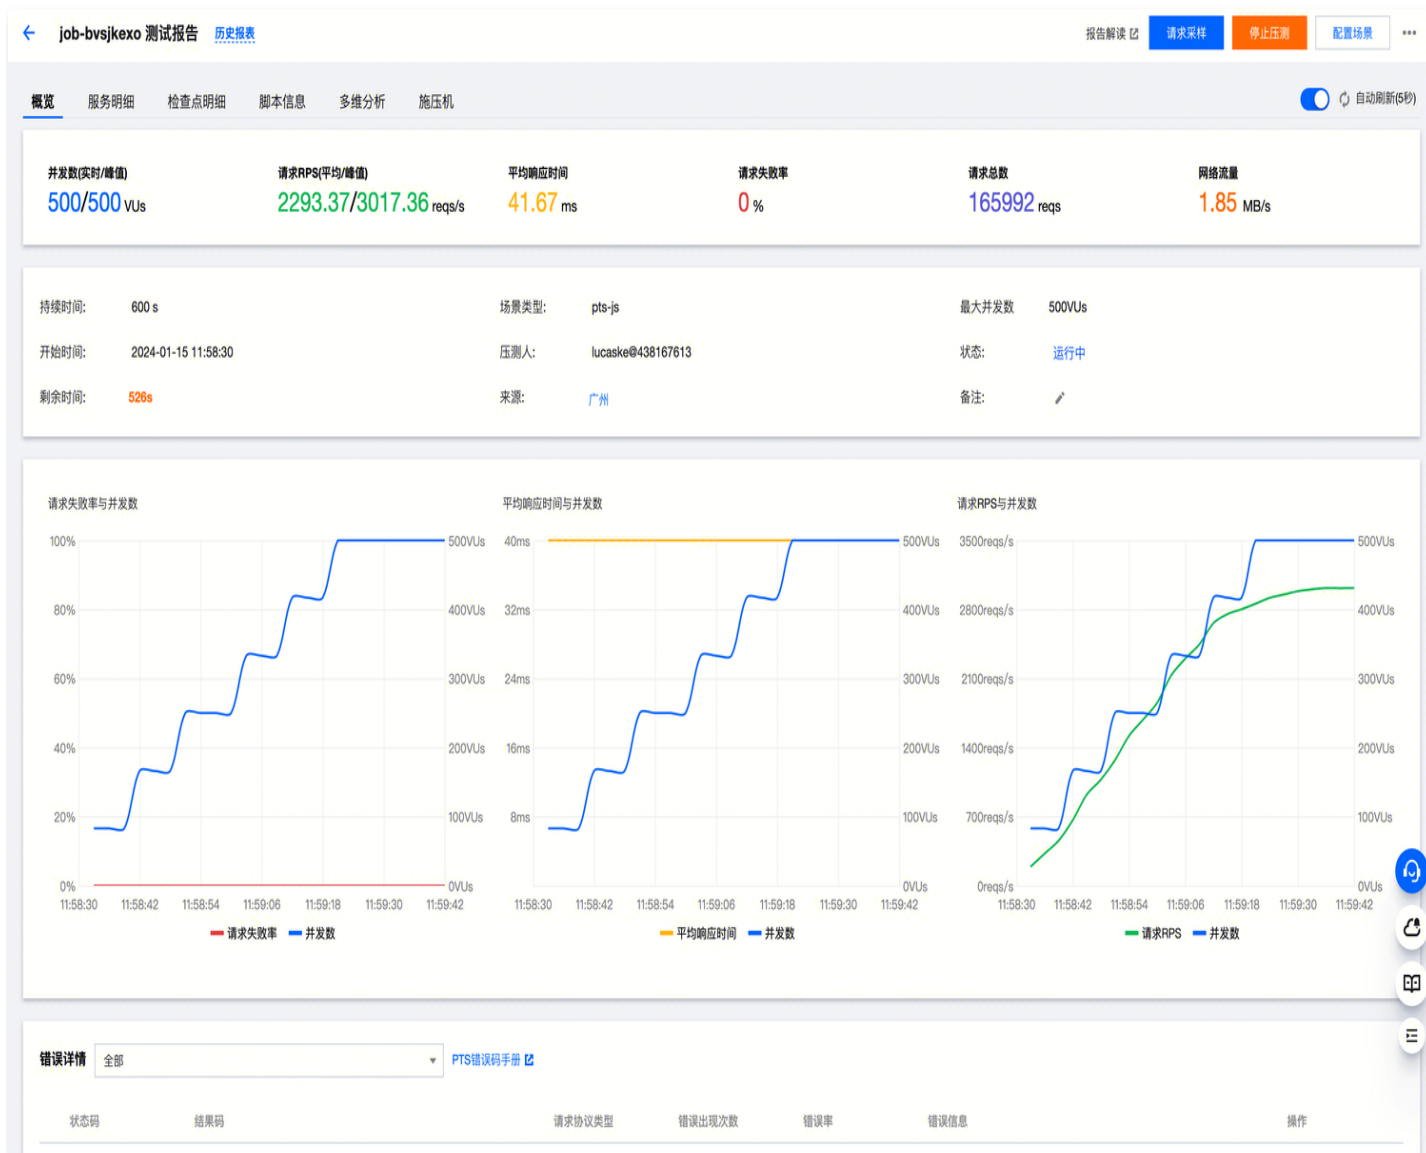 job-bvsjkexo 测试报告 历史报表 报告解读 请求采样 停止压测 配置场景
概览 服务明细 检查点明细 脚本信息 多维分析 施压机 自动刷新(5秒)
并发数(实时/峰值) 请求RPS(平均/峰值) 平均响应时间 请求失败率 请求总数 网络流量
500/500 VUs 2293.37/3017.36 reqs/s 41.67 ms 0 % 165992 reqs 1.85 MB/s
持续时间: 600 s 场景类型: pts-js 最大并发数 500VUs
开始时间: 2024-01-15 11:58:30 压测人: lucaske@438167613 状态: 运行中
剩余时间: 526s 来源: 广州 备注:
请求失败率与并发数
100% 500VUs
80% 400VUs
60% 300VUs
40% 200VUs
20% 100VUs
0% 0VUs
11:58:30 11:58:42 11:58:54 11:59:06 11:59:18 11:59:30 11:59:42
请求失败率 并发数
平均响应时间与并发数
40ms 500VUs
32ms 400VUs
24ms 300VUs
16ms 200VUs
8ms 100VUs
0VUs
11:58:30 11:58:42 11:58:54 11:59:06 11:59:18 11:59:30 11:59:42
平均响应时间 并发数
请求RPS与并发数
3500reqs/s 500VUs
2800reqs/s 400VUs
2100reqs/s 300VUs
1400reqs/s 200VUs
700reqs/s 100VUs
0reqs/s 0VUs
11:58:30 11:58:42 11:58:54 11:59:06 11:59:18 11:59:30 11:59:42
请求RPS 并发数
错误详情 全部 PTS错误码手册
状态码 结果码 请求协议类型 错误出现次数 错误率 错误信息 操作